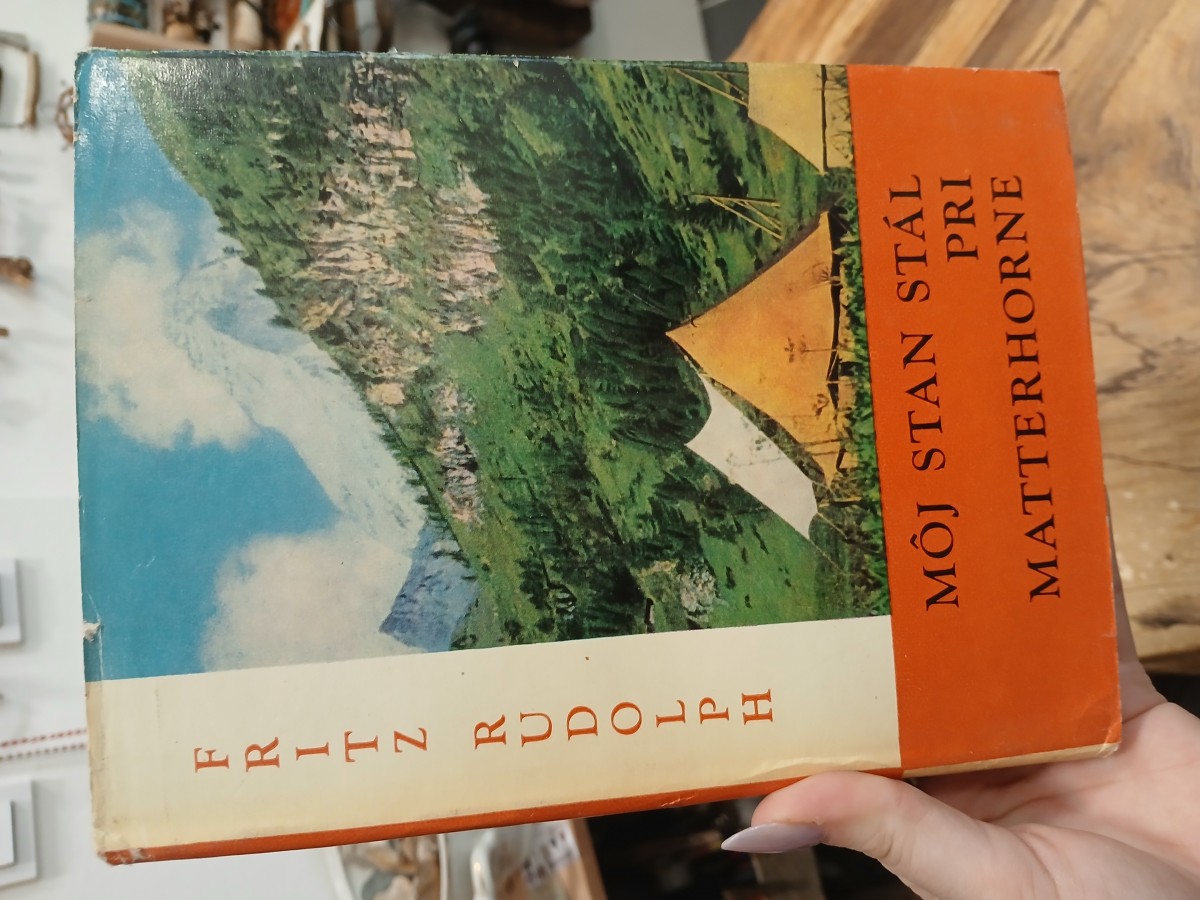 FRITZ RUDOLPH
MÔJ STAN STÁL
PRI
MATTERHORNE